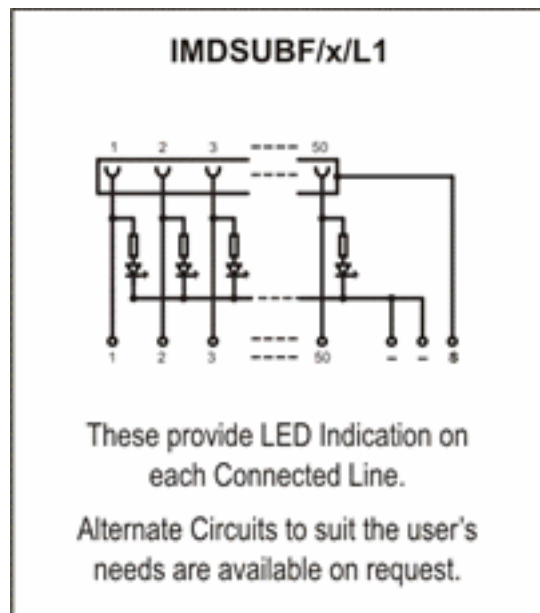 IMDSUBF/x/L1
1 2 3 ---- 50
1 2 3 ---- 50 – – S
These provide LED Indication on
each Connected Line.
Alternate Circuits to suit the user's
needs are available on request.